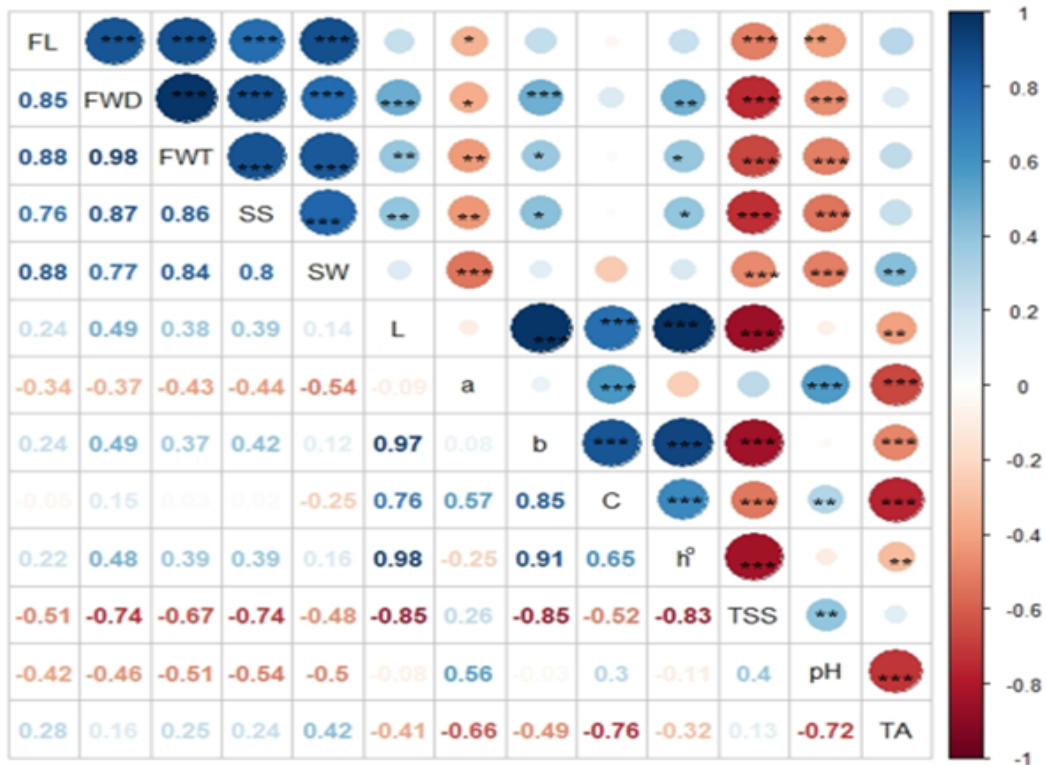 FL *** *** *** *** * *** ** 1
0.85 FWD *** *** *** *** * *** ** *** *** 0.8
0.88 0.98 FWT *** *** ** ** * * *** *** 0.6
0.76 0.87 0.86 SS *** ** ** * * *** *** 0.4
0.88 0.77 0.84 0.8 SW *** *** *** ** 0.2
0.24 0.49 0.38 0.39 0.14 L *** *** *** *** **
-0.34 -0.37 -0.43 -0.44 -0.54 -0.09 a *** *** *** 0
0.24 0.49 0.37 0.42 0.12 0.97 0.08 b *** *** *** *** -0.2
-0.05 0.15 0.03 0.02 -0.25 0.76 0.57 0.85 C *** *** ** *** -0.4
0.22 0.48 0.39 0.39 0.16 0.98 -0.25 0.91 0.65 h° *** **
-0.51 -0.74 -0.67 -0.74 -0.48 -0.85 0.26 -0.85 -0.52 -0.83 TSS ** -0.6
-0.42 -0.46 -0.51 -0.54 -0.5 -0.08 0.56 -0.03 0.3 -0.11 0.4 pH *** -0.8
0.28 0.16 0.25 0.24 0.42 -0.41 -0.66 -0.49 -0.76 -0.32 0.13 -0.72 TA -1